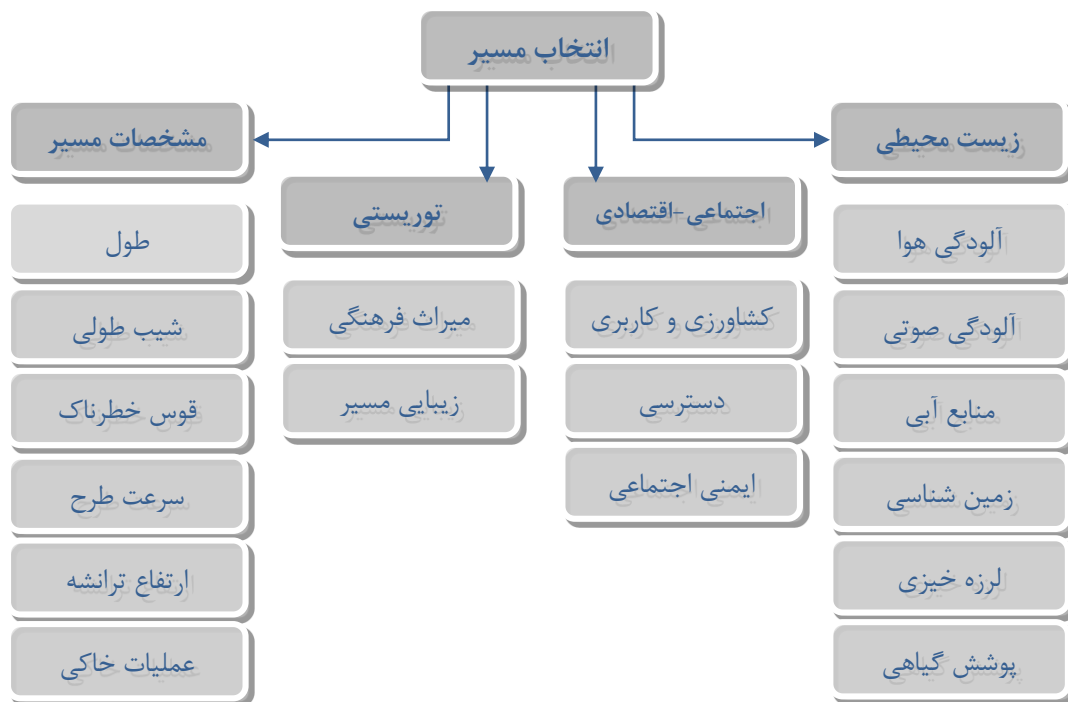 انتخاب مسیر
زیست محیطی
آلودگی هوا
آلودگی صوتی
منابع آبی
زمین شناسی
لرزه خیزی
پوشش گیاهی
اجتماعی-اقتصادی
کشاورزی و کاربری
دسترسی
ایمنی اجتماعی
توریستی
میراث فرهنگی
زیبایی مسیر
مشخصات مسیر
طول
شیب طولی
قوس خطرناک
سرعت طرح
ارتفاع ترانشه
عملیات خاکی